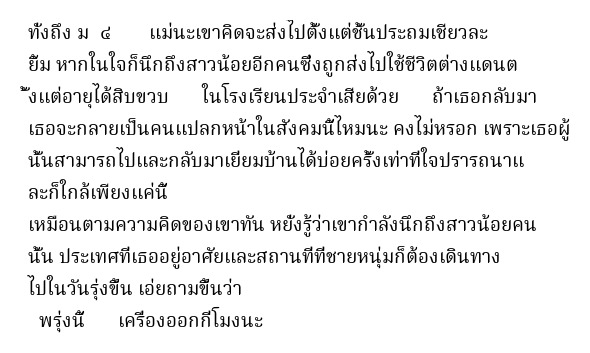 ทั้งถึง ม ๔ แม่นะเขาคิดจะส่งไปตั้งแต่ชั้นประถมเชียวละ
ยิ้ม หากในใจก็นึกถึงสาวน้อยอีกคนซึ่งถูกส่งไปใช้ชีวิตต่างแดนต
ั้งแต่อายุได้สิบขวบ ในโรงเรียนประจำเสียด้วย ถ้าเธอกลับมา
เธอจะกลายเป็นคนแปลกหน้าในสังคมนี้ไหมนะ คงไม่หรอก เพราะเธอผู้
นั้นสามารถไปและกลับมาเยี่ยมบ้านได้บ่อยครั้งเท่าที่ใจปรารถนาแ
ละก็ใกล้เพียงแค่นี้
เหมือนตามความคิดของเขาทัน หยั่งรู้ว่าเขากำลังนึกถึงสาวน้อยคน
นั้น ประเทศที่เธออยู่อาศัยและสถานที่ที่ชายหนุ่มก็ต้องเดินทาง
ไปในวันรุ่งขึ้น เอ่ยถามขึ้นว่า
พรุ่งนี้ เครื่องออกกี่โมงนะ